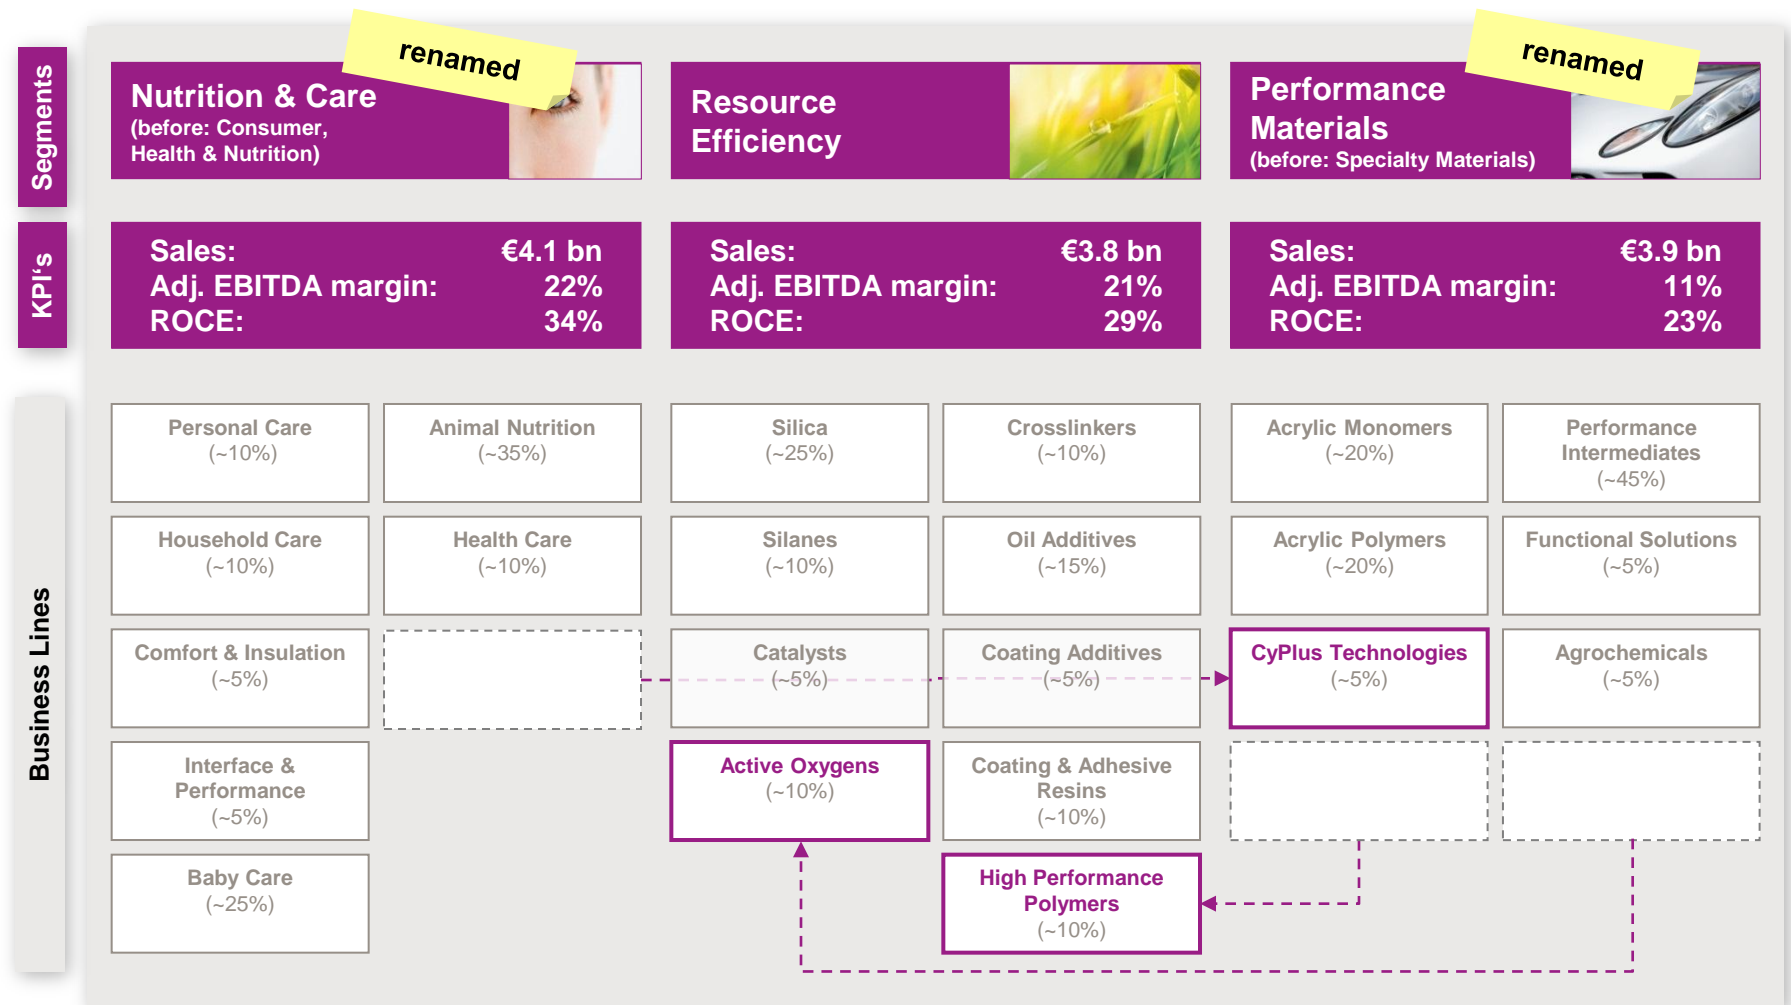 Segments
renamed
Nutrition & Care
(before: Consumer,
Health & Nutrition)
Resource
Efficiency
renamed
Performance
Materials
(before: Specialty Materials)
KPI‘s
Sales: €4.1 bn
Adj. EBITDA margin: 22%
ROCE: 34%
Sales: €3.8 bn
Adj. EBITDA margin: 21%
ROCE: 29%
Sales: €3.9 bn
Adj. EBITDA margin: 11%
ROCE: 23%
Business Lines
Personal Care
(~10%)
Animal Nutrition
(~35%)
Silica
(~25%)
Crosslinkers
(~10%)
Acrylic Monomers
(~20%)
Performance
Intermediates
(~45%)
Household Care
(~10%)
Health Care
(~10%)
Silanes
(~10%)
Oil Additives
(~15%)
Acrylic Polymers
(~20%)
Functional Solutions
(~5%)
Comfort & Insulation
(~5%)
Catalysts
(~5%)
Coating Additives
(~5%)
CyPlus Technologies
(~5%)
Agrochemicals
(~5%)
Interface &
Performance
(~5%)
Active Oxygens
(~10%)
Coating & Adhesive
Resins
(~10%)
Baby Care
(~25%)
High Performance
Polymers
(~10%)